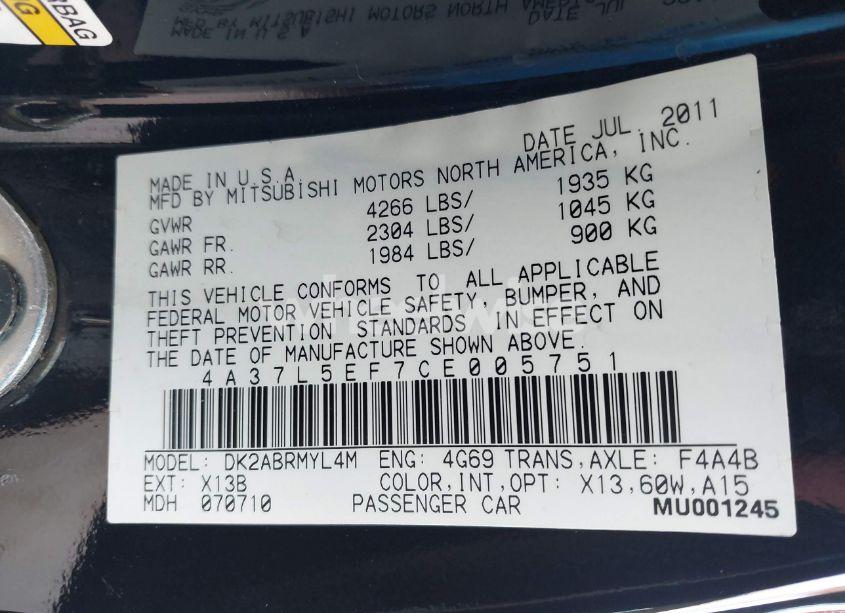 RBAG
G
MADE IN U.S.A
DATE JUL. 2011
MFD BY MITSUBISHI MOTORS NORTH AMERICA, INC.
GVWR 4266 LBS/ 1935 KG
GAWR FR. 2304 LBS/ 1045 KG
GAWR RR. 1984 LBS/ 900 KG
THIS VEHICLE CONFORMS TO ALL APPLICABLE
FEDERAL MOTOR VEHICLE SAFETY, BUMPER, AND
THEFT PREVENTION STANDARDS IN EFFECT ON
THE DATE OF MANUFACTURE SHOWN ABOVE.
4A37L5EF7CE005751
MODEL: DK2ABRMYL4M ENG: 4G69 TRANS,AXLE: F4A4B
EXT: X13B COLOR,INT,OPT: X13,60W,A15
MDH 070710 PASSENGER CAR MU001245